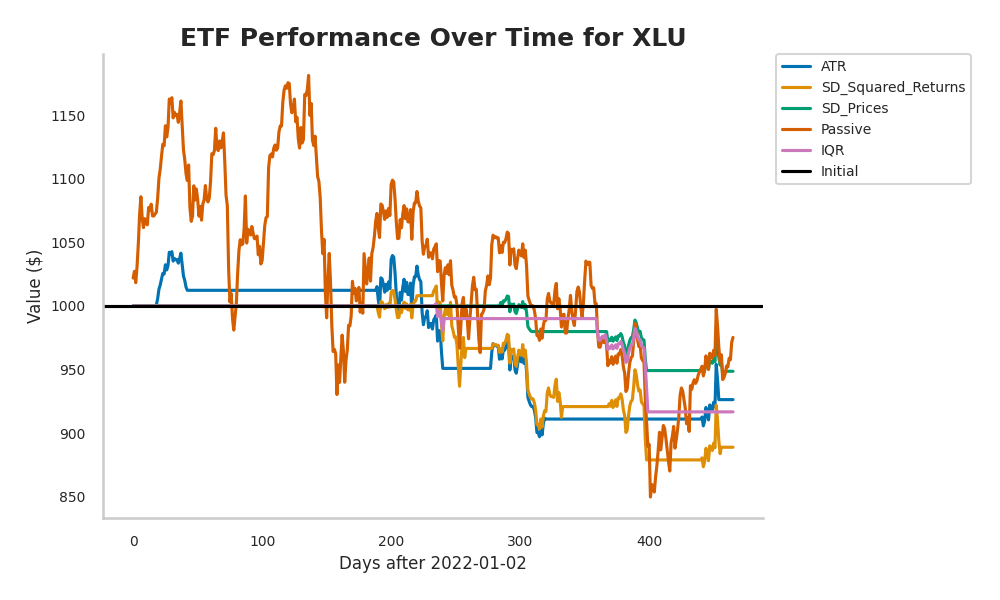 ETF Performance Over Time for XLU
ATR
SD_Squared_Returns
SD_Prices
Passive
IQR
Initial
Value ($)
1150
1100
1050
1000
950
900
850
0
100
200
300
400
Days after 2022-01-02